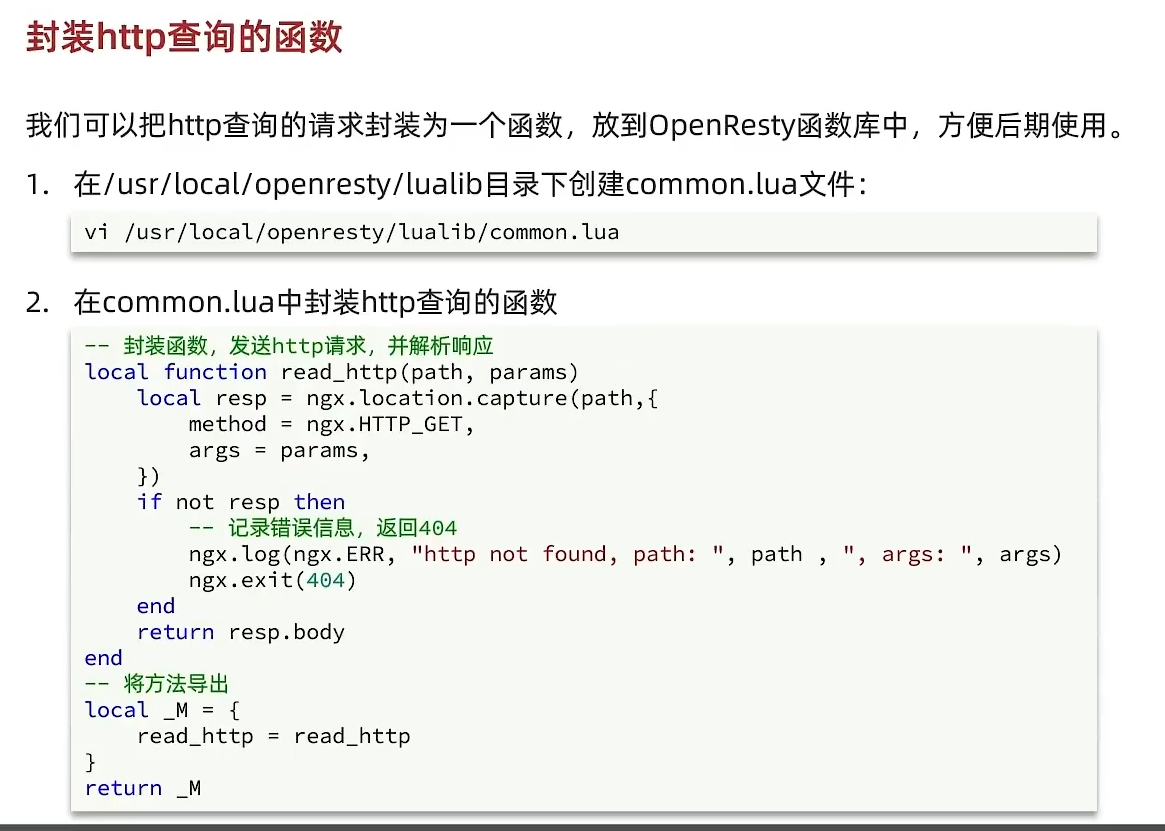 封装http查询的函数
我们可以把http查询的请求封装为一个函数，放到OpenResty函数库中，方便后期使用。
1. 在/usr/local/openresty/lualib目录下创建common.lua文件：
vi /usr/local/openresty/lualib/common.lua
2. 在common.lua中封装http查询的函数
-- 封装函数，发送http请求，并解析响应
local function read_http(path, params)
    local resp = ngx.location.capture(path,{
        method = ngx.HTTP_GET,
        args = params,
    })
    if not resp then
        -- 记录错误信息，返回404
        ngx.log(ngx.ERR, "http not found, path: ", path , ", args: ", args)
        ngx.exit(404)
    end
    return resp.body
end
-- 将方法导出
local _M = {
    read_http = read_http
}
return _M